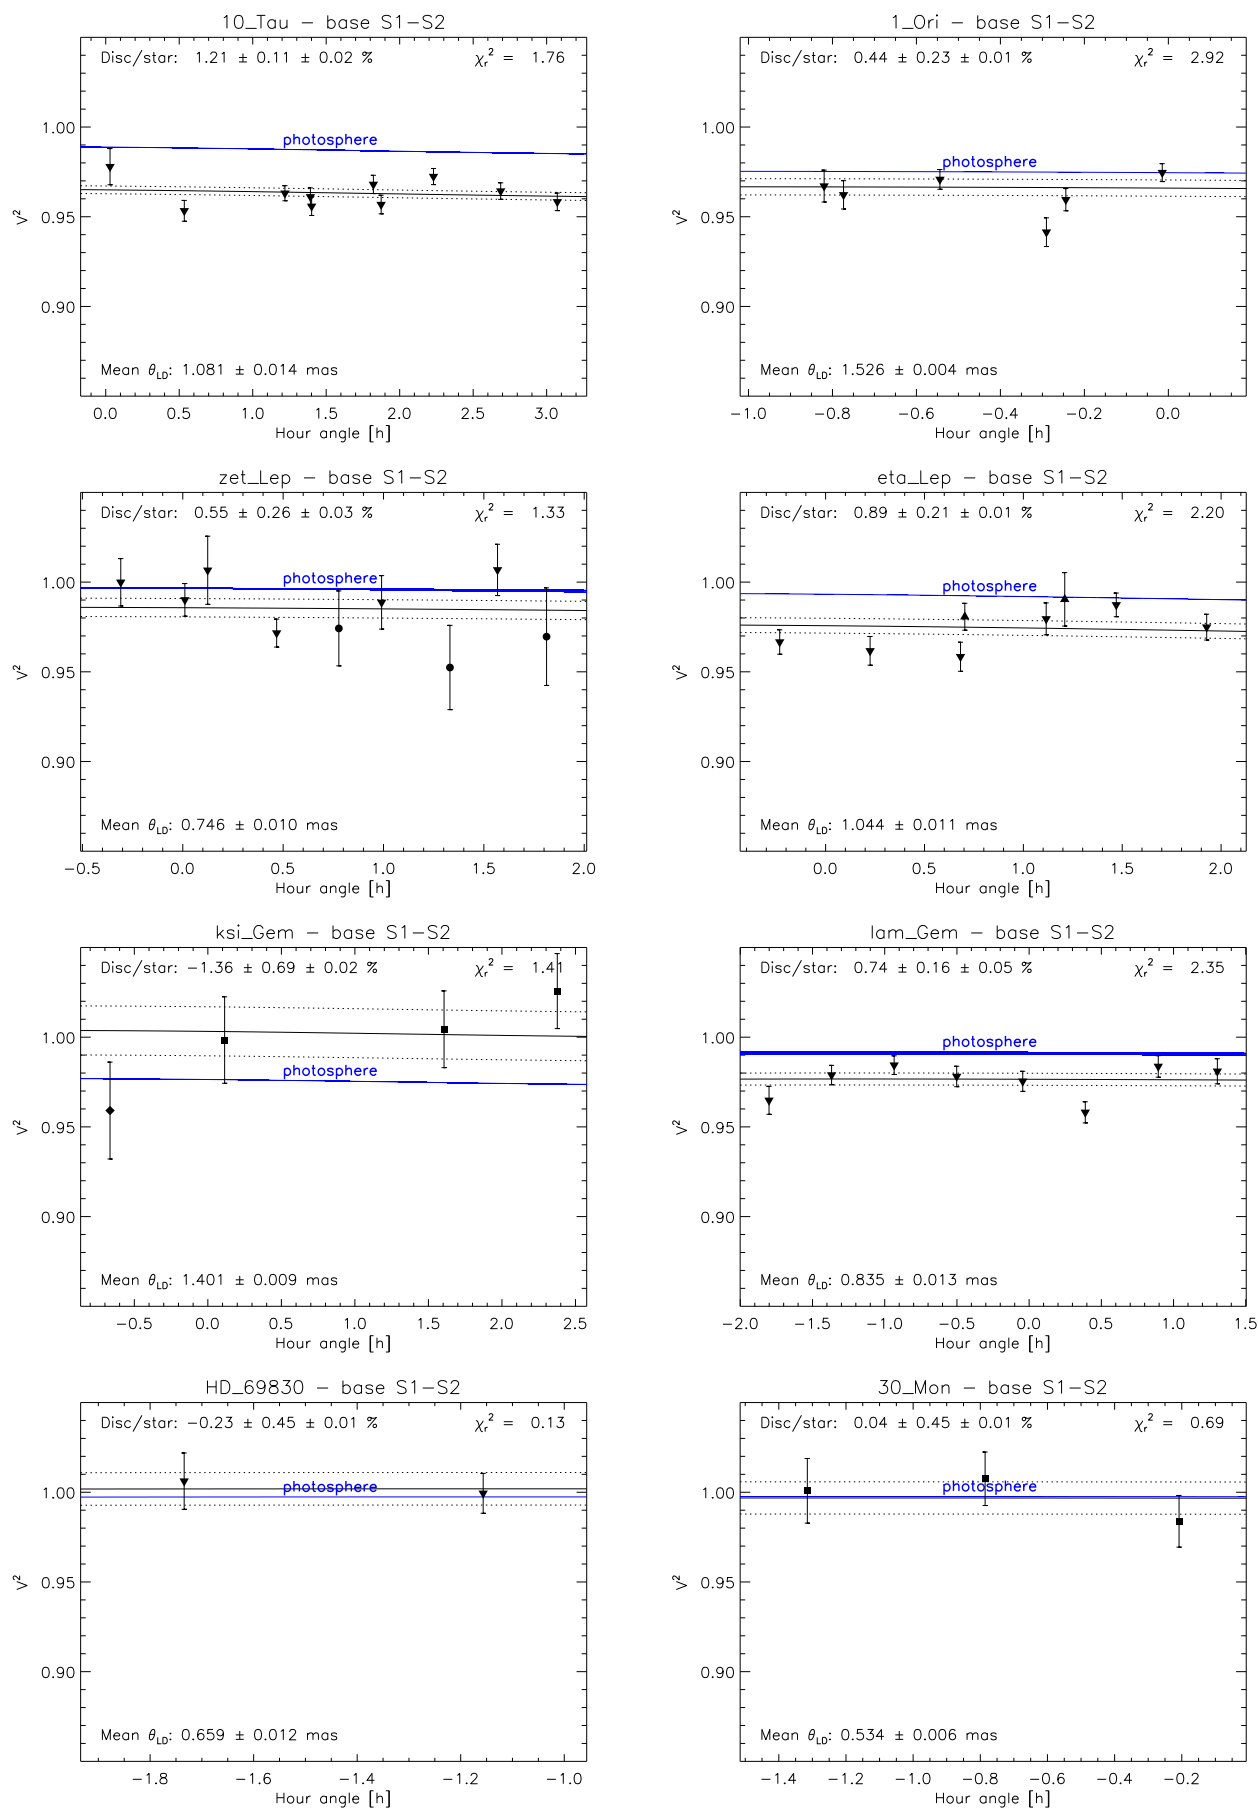 10_Tau − base S1−S2
Disc/star: 1.21 ± 0.11 ± 0.02 % χr² = 1.76
photosphere
1.00
0.95
0.90
V²
Mean θLD: 1.081 ± 0.014 mas
0.0 0.5 1.0 1.5 2.0 2.5 3.0
Hour angle [h]
1_Ori − base S1−S2
Disc/star: 0.44 ± 0.23 ± 0.01 % χr² = 2.92
photosphere
1.00
0.95
0.90
V²
Mean θLD: 1.526 ± 0.004 mas
−1.0 −0.8 −0.6 −0.4 −0.2 0.0
Hour angle [h]
zet_Lep − base S1−S2
Disc/star: 0.55 ± 0.26 ± 0.03 % χr² = 1.33
photosphere
1.00
0.95
0.90
V²
Mean θLD: 0.746 ± 0.010 mas
−0.5 0.0 0.5 1.0 1.5 2.0
Hour angle [h]
eta_Lep − base S1−S2
Disc/star: 0.89 ± 0.21 ± 0.01 % χr² = 2.20
photosphere
1.00
0.95
0.90
V²
Mean θLD: 1.044 ± 0.011 mas
0.0 0.5 1.0 1.5 2.0
Hour angle [h]
ksi_Gem − base S1−S2
Disc/star: −1.36 ± 0.69 ± 0.02 % χr² = 1.41
photosphere
1.00
0.95
0.90
V²
Mean θLD: 1.401 ± 0.009 mas
−0.5 0.0 0.5 1.0 1.5 2.0 2.5
Hour angle [h]
lam_Gem − base S1−S2
Disc/star: 0.74 ± 0.16 ± 0.05 % χr² = 2.35
photosphere
1.00
0.95
0.90
V²
Mean θLD: 0.835 ± 0.013 mas
−2.0 −1.5 −1.0 −0.5 0.0 0.5 1.0 1.5
Hour angle [h]
HD_69830 − base S1−S2
Disc/star: −0.23 ± 0.45 ± 0.01 % χr² = 0.13
photosphere
1.00
0.95
0.90
V²
Mean θLD: 0.659 ± 0.012 mas
−1.8 −1.6 −1.4 −1.2 −1.0
Hour angle [h]
30_Mon − base S1−S2
Disc/star: 0.04 ± 0.45 ± 0.01 % χr² = 0.69
photosphere
1.00
0.95
0.90
V²
Mean θLD: 0.534 ± 0.006 mas
−1.4 −1.2 −1.0 −0.8 −0.6 −0.4 −0.2
Hour angle [h]